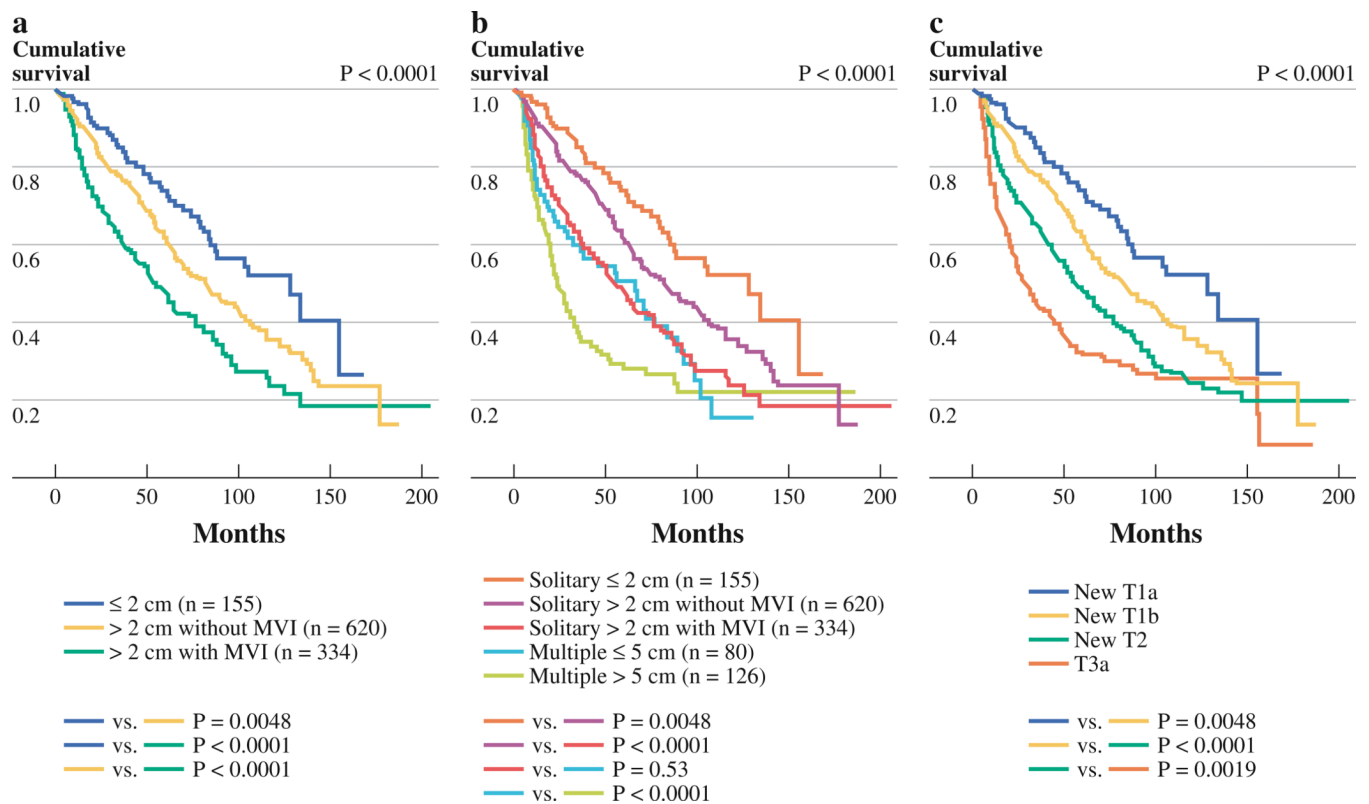 a
Cumulative
survival
P < 0.0001
1.0
0.8
0.6
0.4
0.2
0 50 100 150 200
Months
≤ 2 cm (n = 155)
> 2 cm without MVI (n = 620)
> 2 cm with MVI (n = 334)
vs. P = 0.0048
vs. P < 0.0001
vs. P < 0.0001
b
Cumulative
survival
P < 0.0001
1.0
0.8
0.6
0.4
0.2
0 50 100 150 200
Months
Solitary ≤ 2 cm (n = 155)
Solitary > 2 cm without MVI (n = 620)
Solitary > 2 cm with MVI (n = 334)
Multiple ≤ 5 cm (n = 80)
Multiple > 5 cm (n = 126)
vs. P = 0.0048
vs. P < 0.0001
vs. P = 0.53
vs. P < 0.0001
c
Cumulative
survival
P < 0.0001
1.0
0.8
0.6
0.4
0.2
0 50 100 150 200
Months
New T1a
New T1b
New T2
T3a
vs. P = 0.0048
vs. P < 0.0001
vs. P = 0.0019